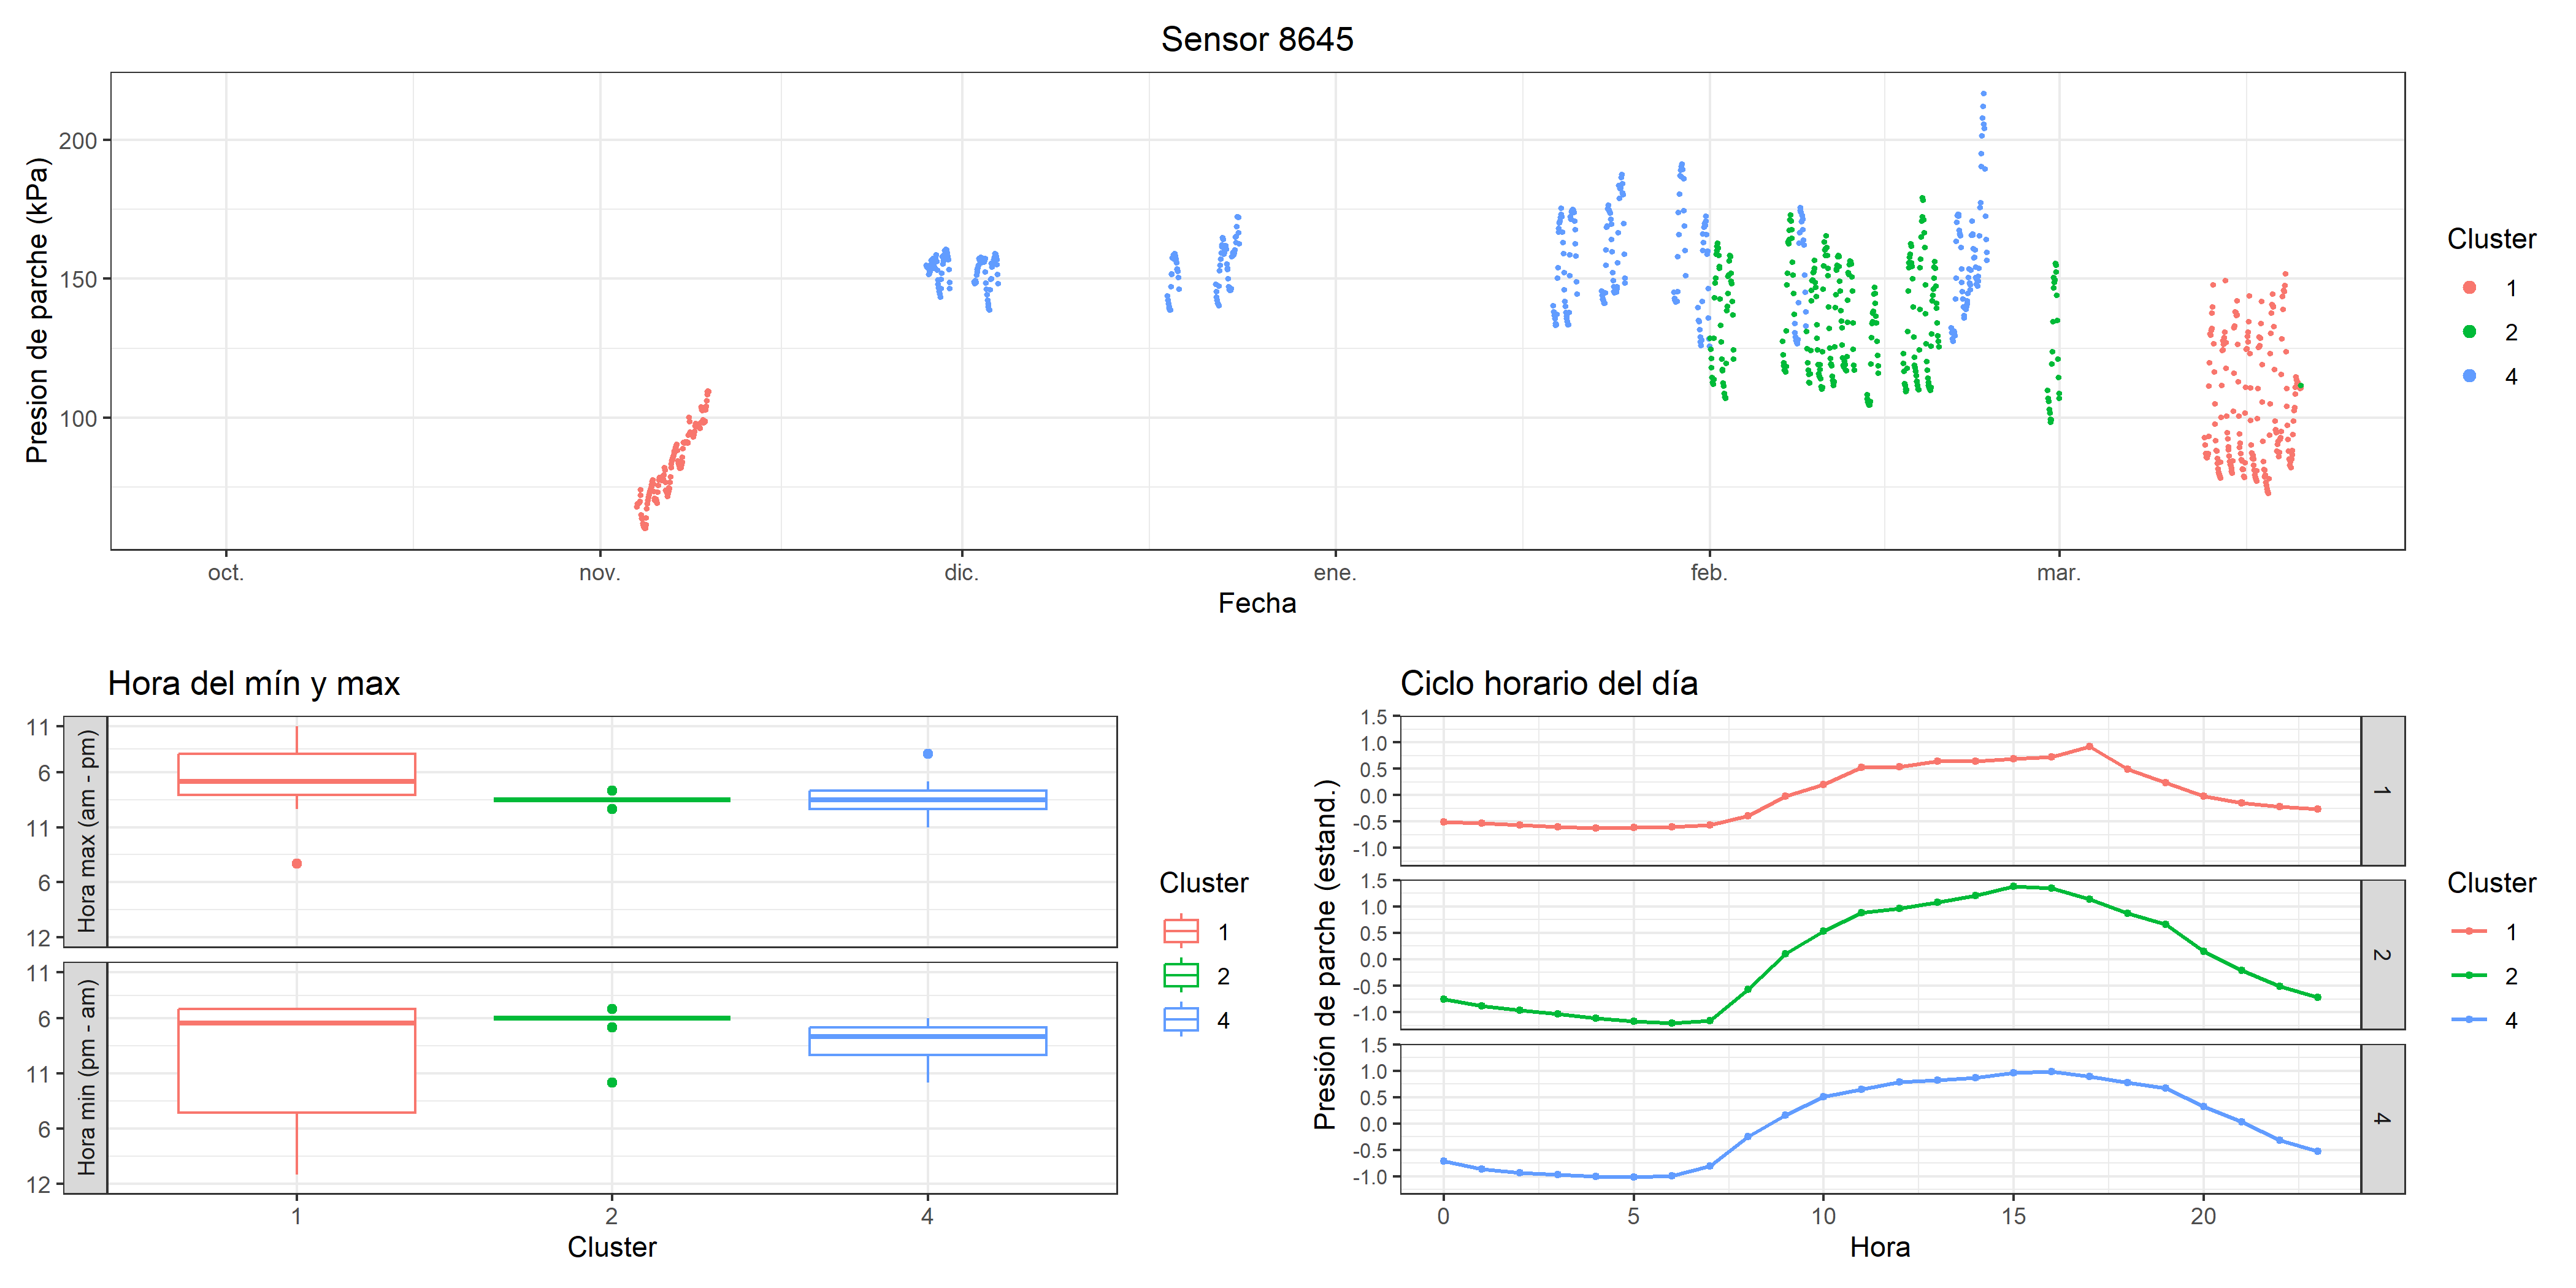 Sensor 8645
Presion de parche (kPa)
200
150
100
oct.
nov.
dic.
ene.
feb.
mar.
Fecha
Cluster
1
2
4
Hora del mín y max
Hora max (am - pm)
11
6
11
6
12
Hora min (pm - am)
11
6
11
6
12
1
2
4
Cluster
Cluster
1
2
4
Ciclo horario del día
Presión de parche (estand.)
1.5
1.0
0.5
0.0
-0.5
-1.0
1
1.5
1.0
0.5
0.0
-0.5
-1.0
2
1.5
1.0
0.5
0.0
-0.5
-1.0
4
0
5
10
15
20
Hora
Cluster
1
2
4